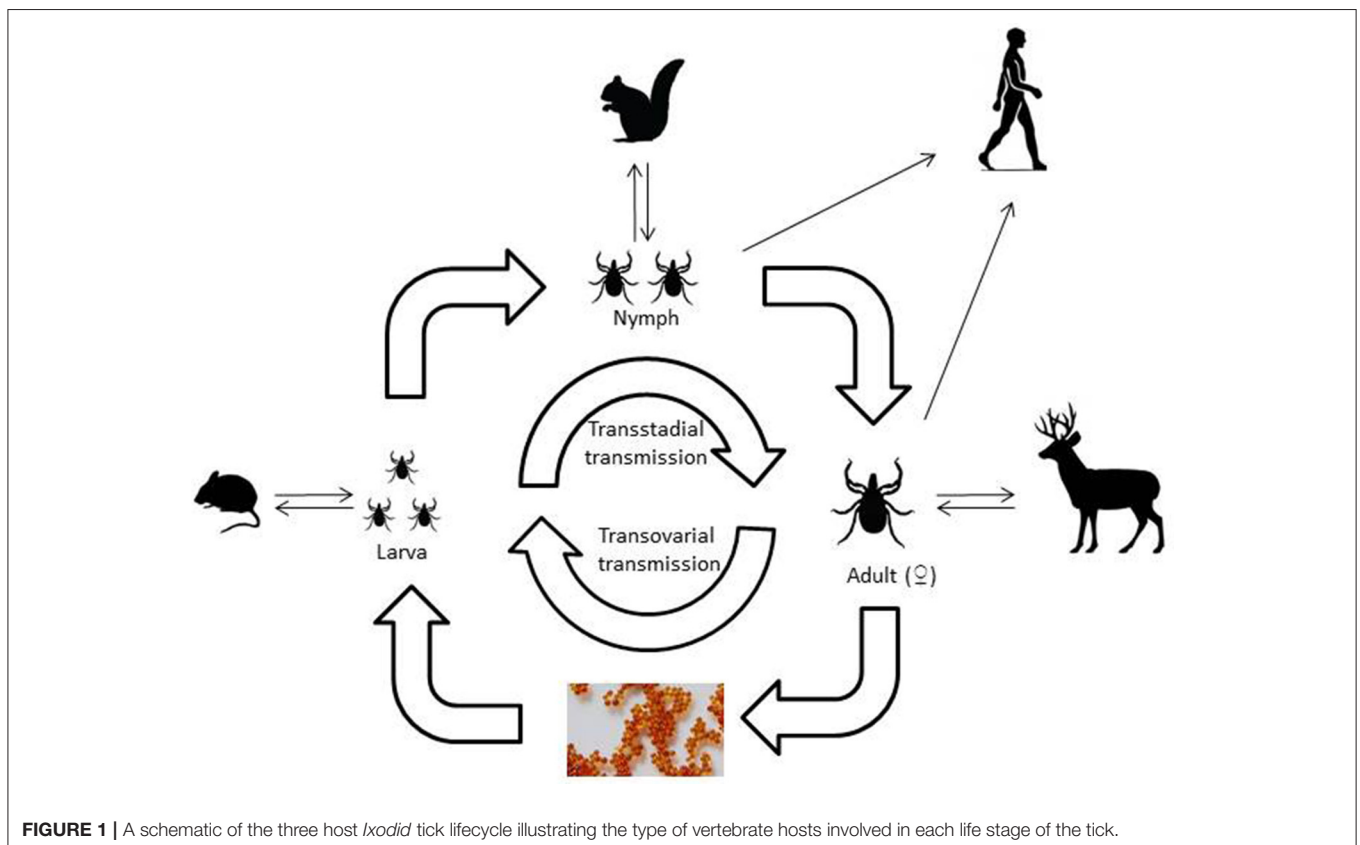 Nymph
Transstadial
transmission
Transovarial
transmission
Larva
Adult (♀)
FIGURE 1 | A schematic of the three host Ixodid tick lifecycle illustrating the type of vertebrate hosts involved in each life stage of the tick.